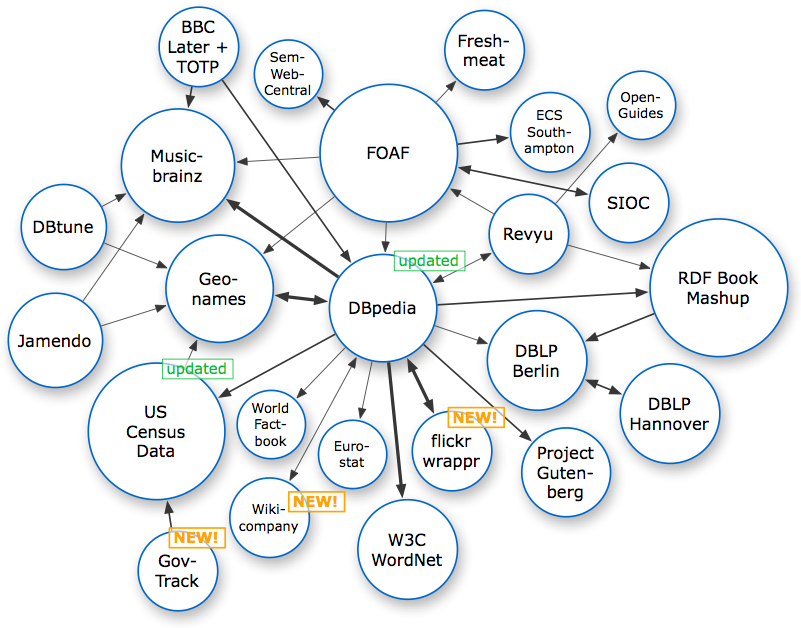 BBC
Later +
TOTP
Sem-
Web-
Central
Fresh-
meat
FOAF
ECS
South-
ampton
Open-
Guides
Music-
brainz
SIOC
DBtune
Revyu
updated
Geo-
names
DBpedia
RDF Book
Mashup
Jamendo
DBLP
Berlin
updated
US
Census
Data
World
Fact-
book
Euro-
stat
NEW!
flickr
wrappr
DBLP
Hannover
Project
Guten-
berg
NEW!
Wiki-
company
W3C
WordNet
NEW!
Gov-
Track